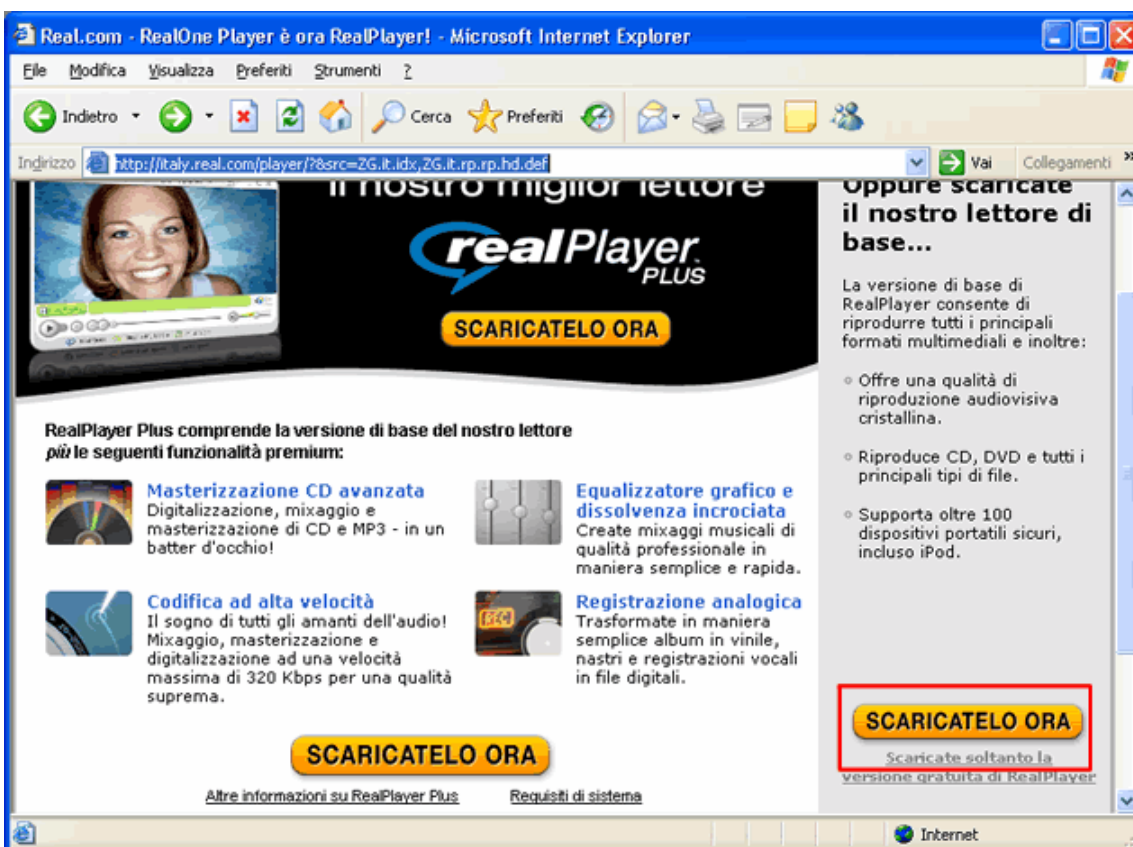 Real.com - RealOne Player è ora RealPlayer! - Microsoft Internet Explorer
File Modifica Visualizza Preferiti Strumenti ?
Indietro Cerca Preferiti
Indirizzo http://italy.real.com/player/?&src=ZG.it.idx,ZG.it.rp.rp.hd.def Vai Collegamenti »
il nostro miglior lettore
realPlayer.
PLUS
SCARICATELO ORA
RealPlayer Plus comprende la versione di base del nostro lettore
più le seguenti funzionalità premium:
Masterizzazione CD avanzata
Digitalizzazione, mixaggio e
masterizzazione di CD e MP3 - in un
batter d'occhio!
Equalizzatore grafico e
dissolvenza incrociata
Create mixaggi musicali di
qualità professionale in
maniera semplice e rapida.
Codifica ad alta velocità
Il sogno di tutti gli amanti dell'audio!
Mixaggio, masterizzazione e
digitalizzazione ad una velocità
massima di 320 Kbps per una qualità
suprema.
REC
Registrazione analogica
Trasformate in maniera
semplice album in vinile,
nastri e registrazioni vocali
in file digitali.
SCARICATELO ORA
Altre informazioni su RealPlayer Plus Requisiti di sistema
Oppure scaricate
il nostro lettore di
base...
La versione di base di
RealPlayer consente di
riprodurre tutti i principali
formati multimediali e inoltre:
Offre una qualità di
riproduzione audiovisiva
cristallina.
Riproduce CD, DVD e tutti i
principali tipi di file.
Supporta oltre 100
dispositivi portatili sicuri,
incluso iPod.
SCARICATELO ORA
Scaricate soltanto la
versione gratuita di RealPlayer
Internet